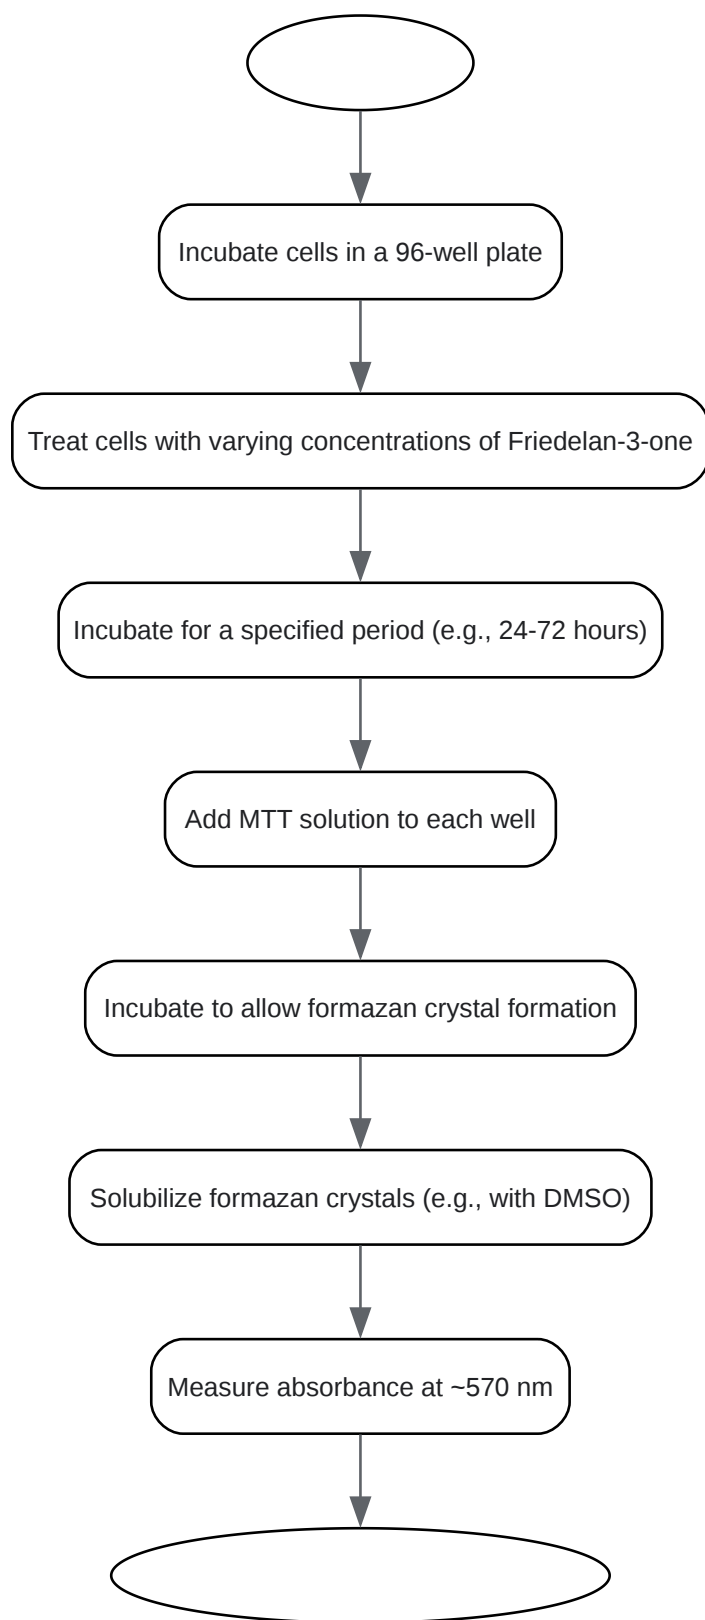 Incubate cells in a 96-well plate
Treat cells with varying concentrations of Friedelan-3-one
Incubate for a specified period (e.g., 24-72 hours)
Add MTT solution to each well
Incubate to allow formazan crystal formation
Solubilize formazan crystals (e.g., with DMSO)
Measure absorbance at ~570 nm